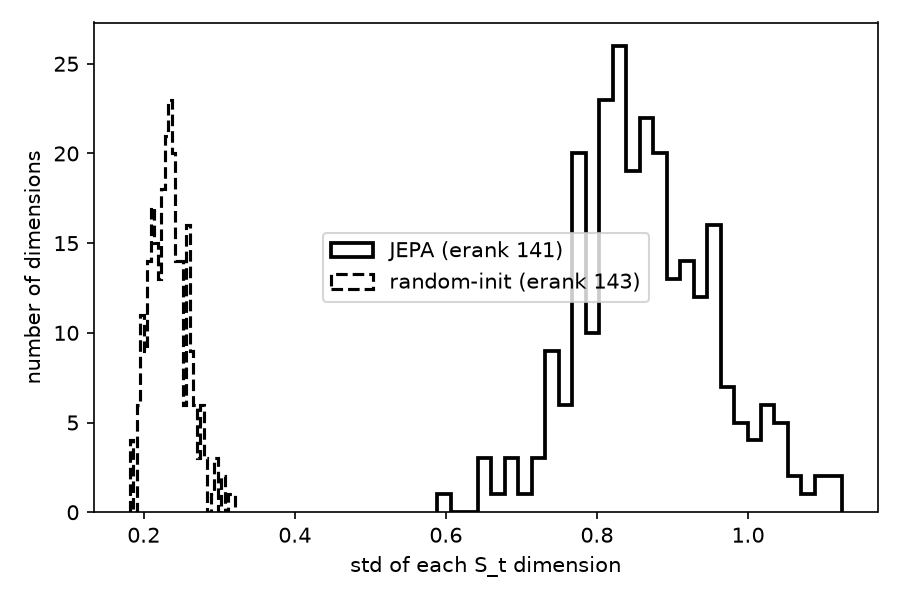 25
20
15
10
5
0
number of dimensions
JEPA (erank 141)
random-init (erank 143)
0.2 0.4 0.6 0.8 1.0
std of each S_t dimension